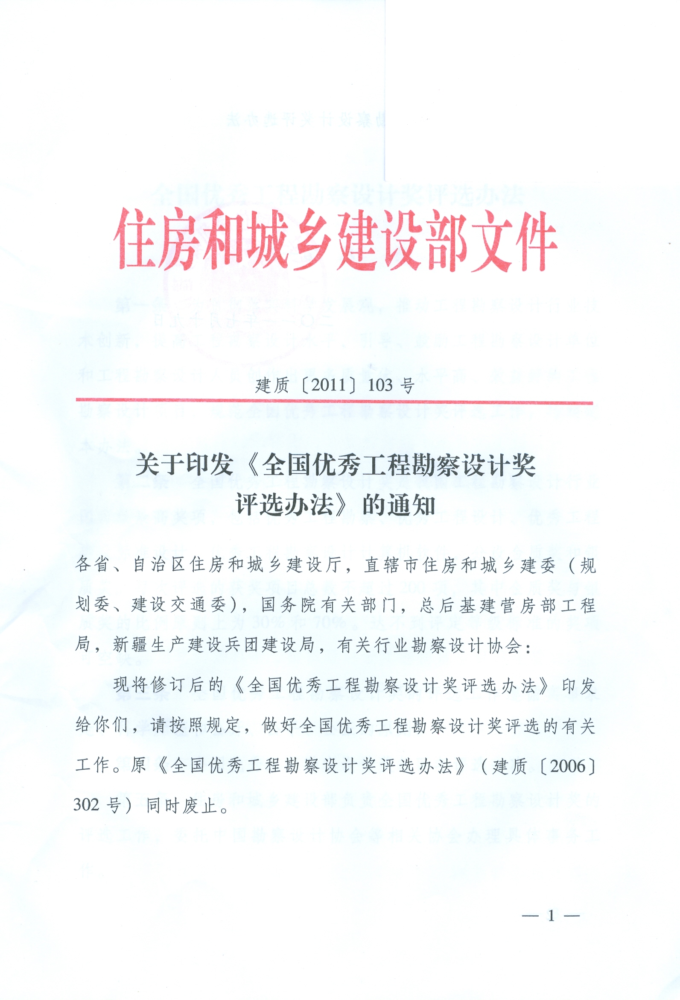 住房和城乡建设部文件
建质〔2011〕103 号
关于印发《全国优秀工程勘察设计奖
评选办法》的通知
各省、自治区住房和城乡建设厅，直辖市住房和城乡建委（规
划委、建设交通委），国务院有关部门，总后基建营房部工程
局，新疆生产建设兵团建设局，有关行业勘察设计协会：
现将修订后的《全国优秀工程勘察设计奖评选办法》印发
给你们，请按照规定，做好全国优秀工程勘察设计奖评选的有关
工作。原《全国优秀工程勘察设计奖评选办法》（建质〔2006〕
302 号）同时废止。
— 1 —